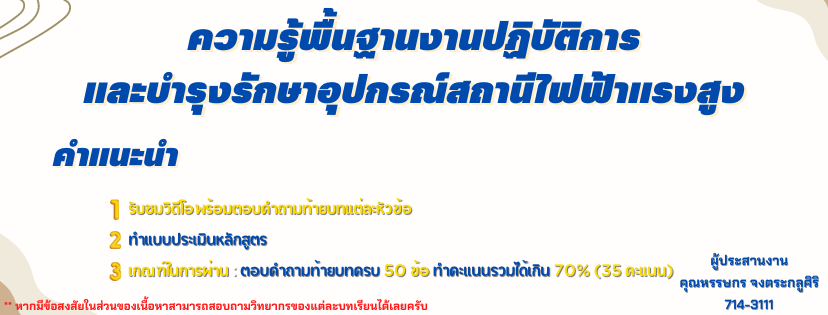 ความรู้พื้นฐานงานปฏิบัติการ
และบำรุงรักษาอุปกรณ์สถานีไฟฟ้าแรงสูง
คำแนะนำ
1 รับชมวิดีโอพร้อมตอบคำถามท้ายบทแต่ละหัวข้อ
2 ทำแบบประเมินหลักสูตร
3 เกณฑ์ในการผ่าน : ตอบคำถามท้ายบทครบ 50 ข้อ ทำคะแนนรวมได้เกิน 70% (35 คะแนน)
ผู้ประสานงาน
คุณหรรษกร จงตระกลูศิริ
714-3111
** หากมีข้อสงสัยในส่วนของเนื้อหาสามารถสอบถามวิทยากรของแต่ละบทเรียนได้เลยครับ